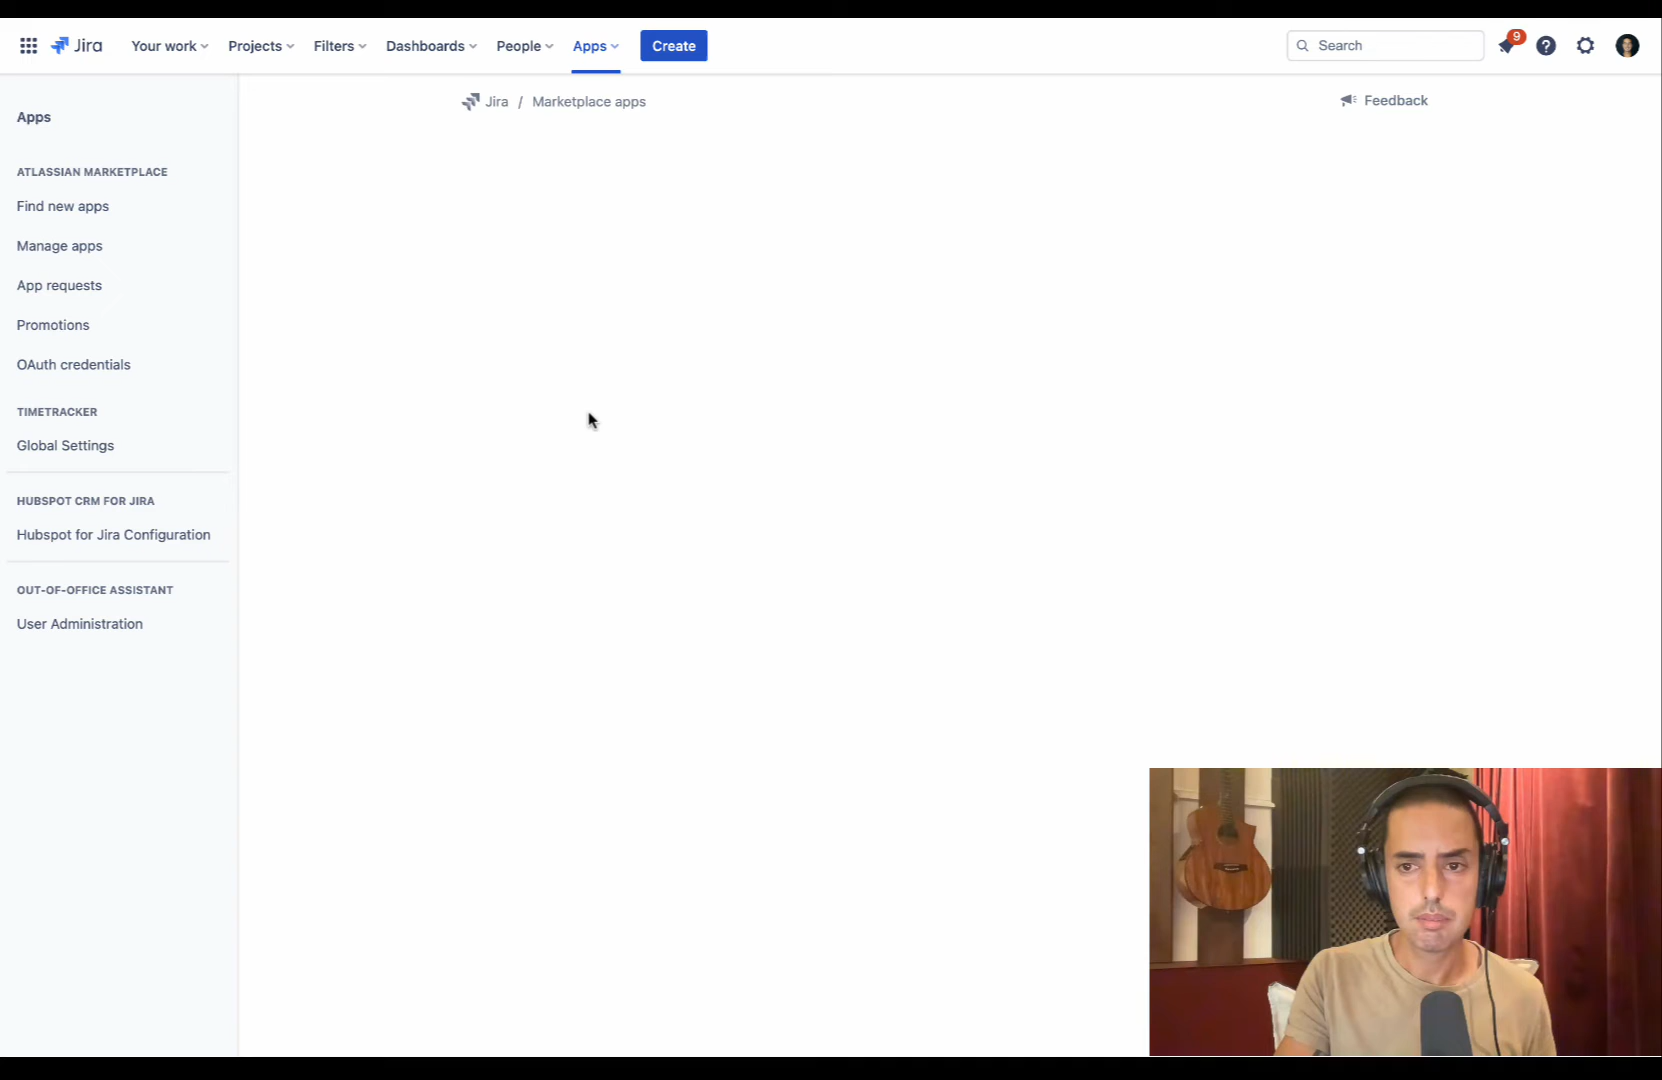 Jira Your work Projects Filters Dashboards People Apps Create Search 9
Jira / Marketplace apps Feedback
Apps
ATLASSIAN MARKETPLACE
Find new apps
Manage apps
App requests
Promotions
OAuth credentials
TIMETRACKER
Global Settings
HUBSPOT CRM FOR JIRA
Hubspot for Jira Configuration
OUT-OF-OFFICE ASSISTANT
User Administration